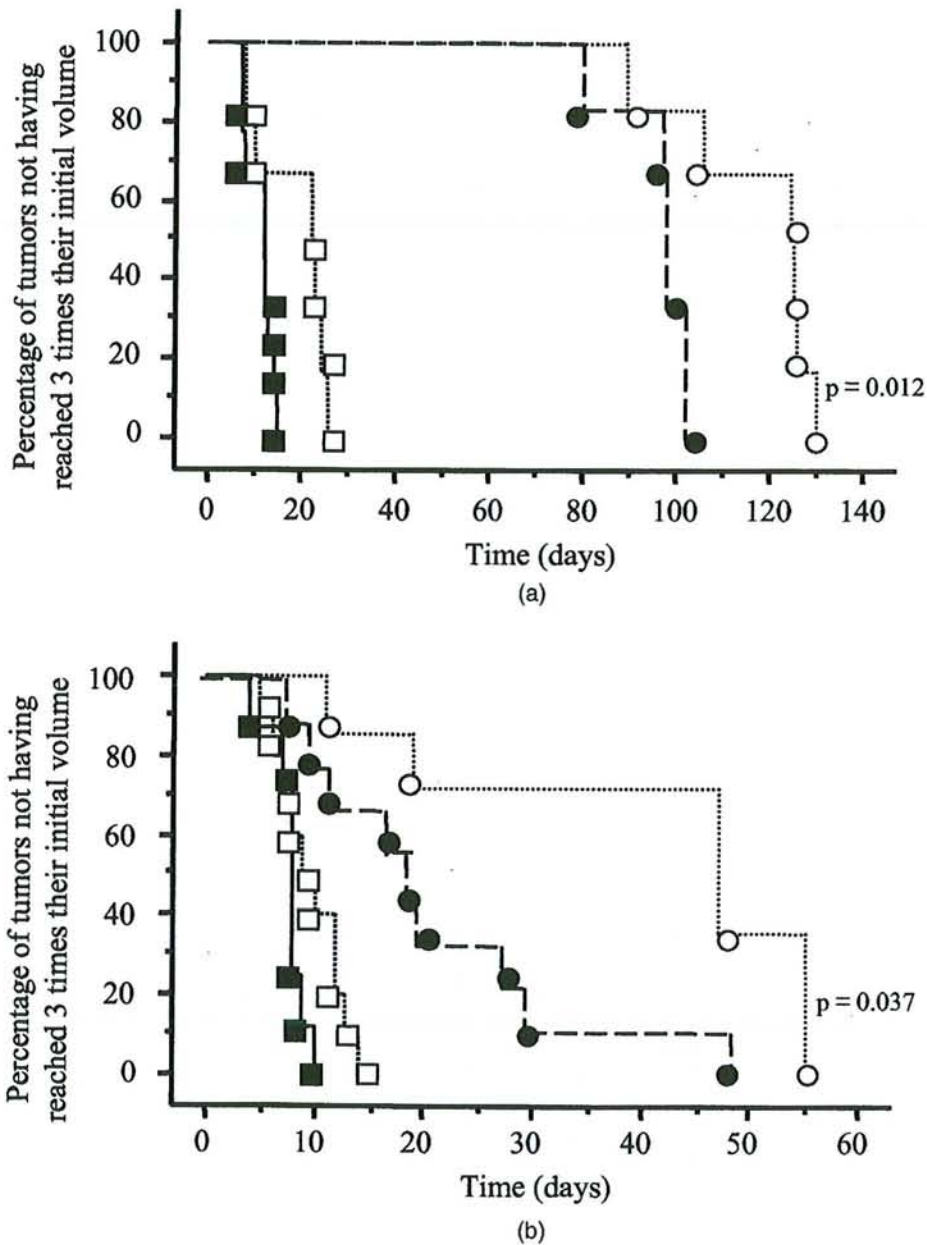 Percentage of tumors not having
reached 3 times their initial volume
100
80
60
40
20
0
p = 0.012
0 20 40 60 80 100 120 140
Time (days)
(a)
Percentage of tumors not having
reached 3 times their initial volume
100
80
60
40
20
0
p = 0.037
0 10 20 30 40 50 60
Time (days)
(b)